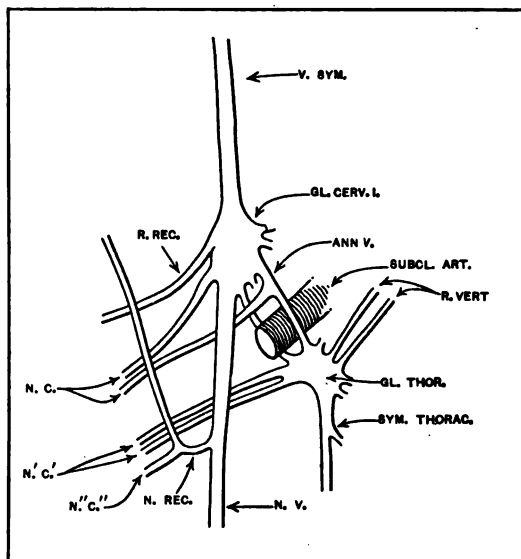 V. SYM.
GL. CERV. I.
R. REC.
ANN V.
SUBCL. ART.
R. VERT
N. C.
GL. THOR.
SYM. THORAC.
N.' C.'
N." C."
N. REC.
N. V.